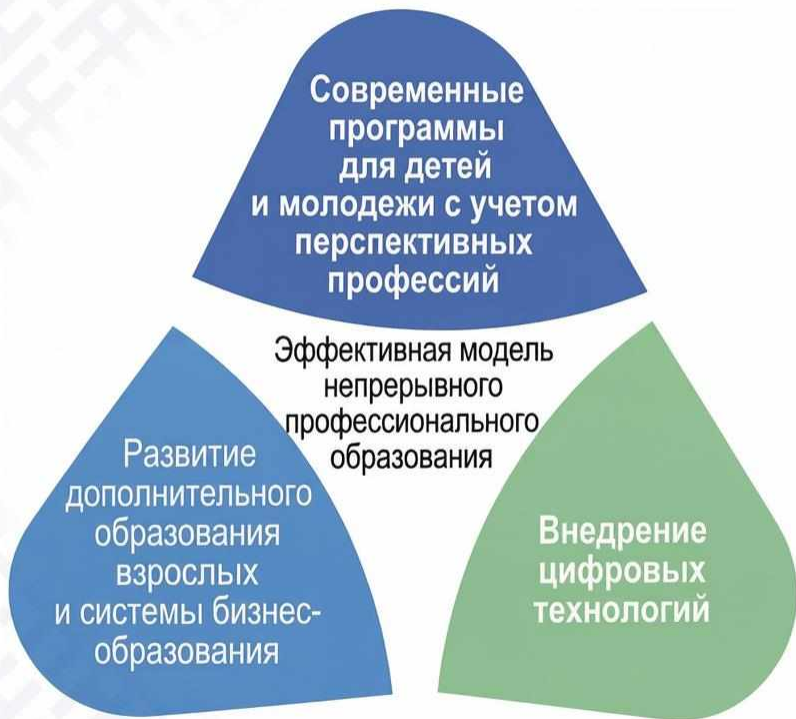 Современные
программы
для детей
и молодежи с учетом
перспективных
профессий
Эффективная модель
непрерывного
профессионального
образования
Развитие
дополнительного
образования
взрослых
и системы бизнес-
образования
Внедрение
цифровых
технологий